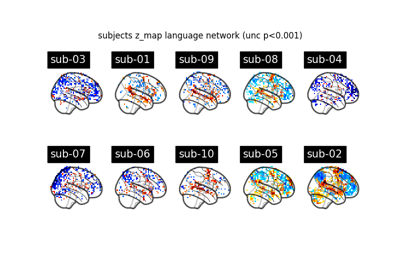 subjects z_map language network (unc p<0.001)
sub-03 sub-01 sub-09 sub-08 sub-04
sub-07 sub-06 sub-10 sub-05 sub-02